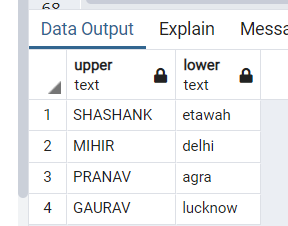 68
Data Output Explain Messa
upper lower
text text
1 SHASHANK etawah
2 MIHIR delhi
3 PRANAV agra
4 GAURAV lucknow